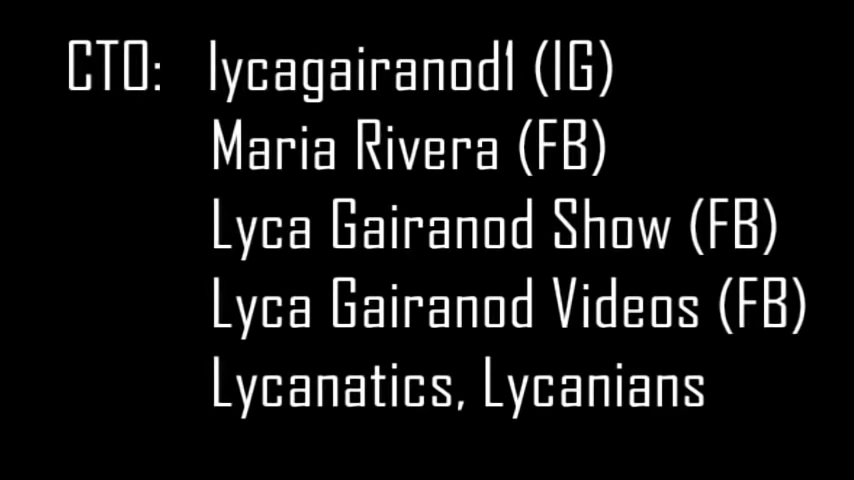 CTO: lycagairanod1 (IG)
Maria Rivera (FB)
Lyca Gairanod Show (FB)
Lyca Gairanod Videos (FB)
Lycanatics, Lycanians